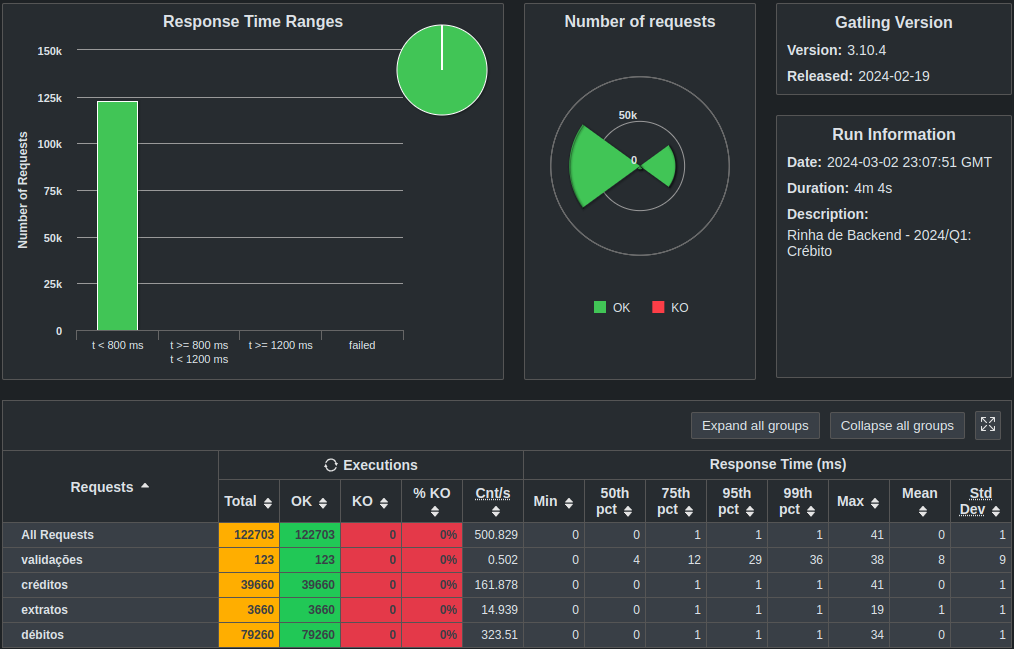 Response Time Ranges
150k
125k
100k
75k
50k
25k
0
Number of Requests
t < 800 ms
t >= 800 ms
t < 1200 ms
t >= 1200 ms
failed
Number of requests
50k
0
OK KO
Gatling Version
Version: 3.10.4
Released: 2024-02-19
Run Information
Date: 2024-03-02 23:07:51 GMT
Duration: 4m 4s
Description:
Rinha de Backend - 2024/Q1:
Crébito
Expand all groups Collapse all groups
Requests Executions Response Time (ms)
Total OK KO % KO Cnt/s Min 50th pct 75th pct 95th pct 99th pct Max Mean Std Dev
All Requests 122703 122703 0 0% 500.829 0 0 1 1 1 41 0 1
validações 123 123 0 0% 0.502 0 4 12 29 36 38 8 9
créditos 39660 39660 0 0% 161.878 0 0 1 1 1 41 0 1
extratos 3660 3660 0 0% 14.939 0 0 1 1 1 19 1 1
débitos 79260 79260 0 0% 323.51 0 0 1 1 1 34 0 1